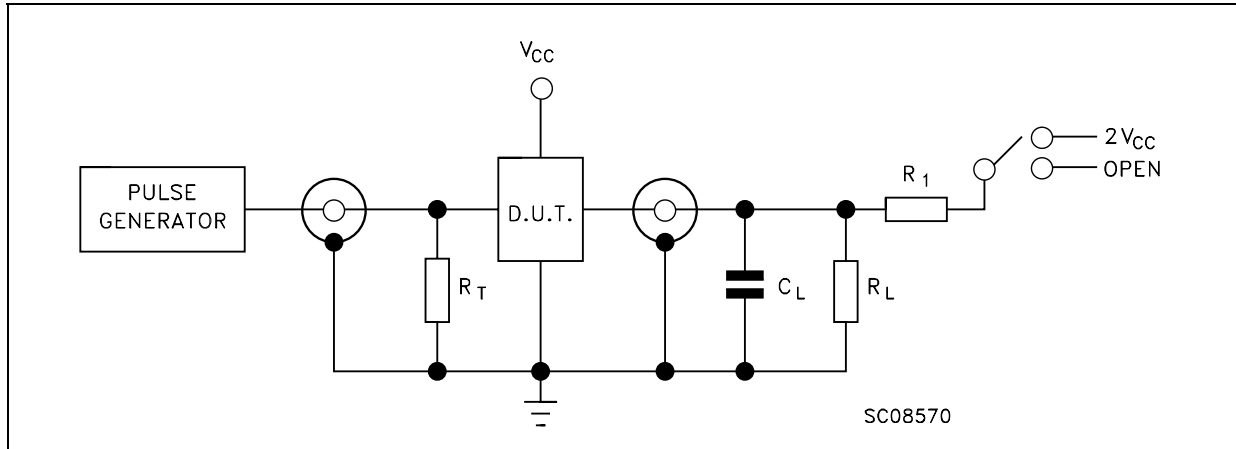 VCC
2VCC
OPEN
R1
PULSE
GENERATOR
D.U.T.
RT
CL
RL
SC08570